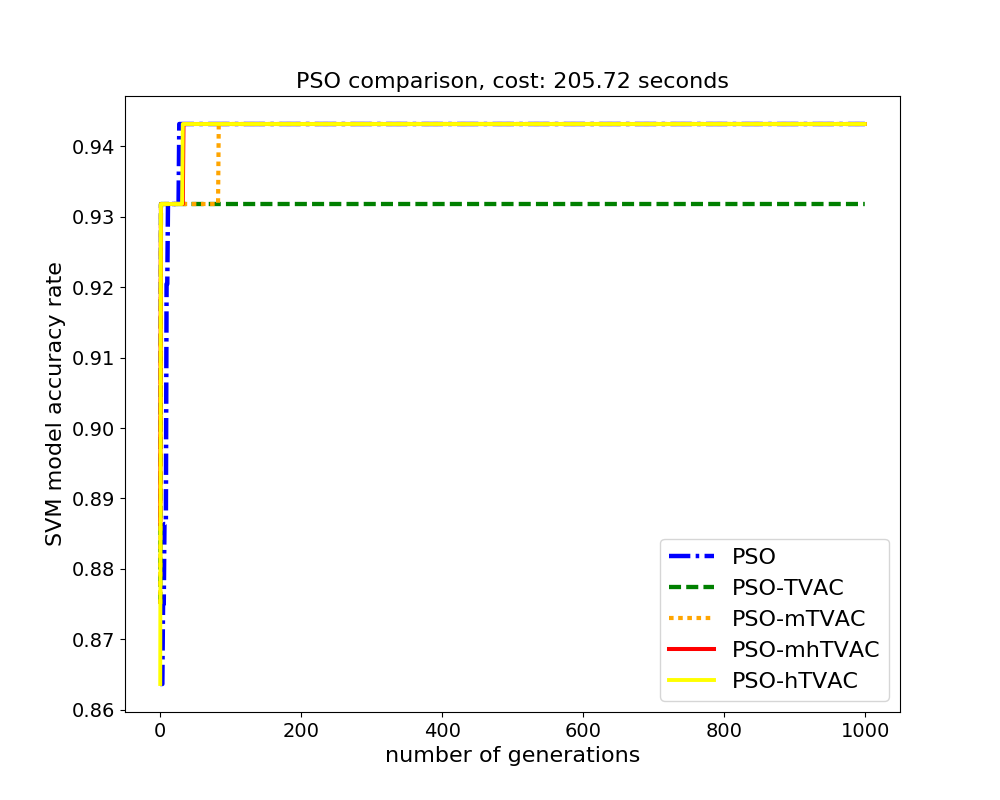 PSO comparison, cost: 205.72 seconds
SVM model accuracy rate
0.94
0.93
0.92
0.91
0.90
0.89
0.88
0.87
0.86
0 200 400 600 800 1000
number of generations
PSO
PSO-TVAC
PSO-mTVAC
PSO-mhTVAC
PSO-hTVAC